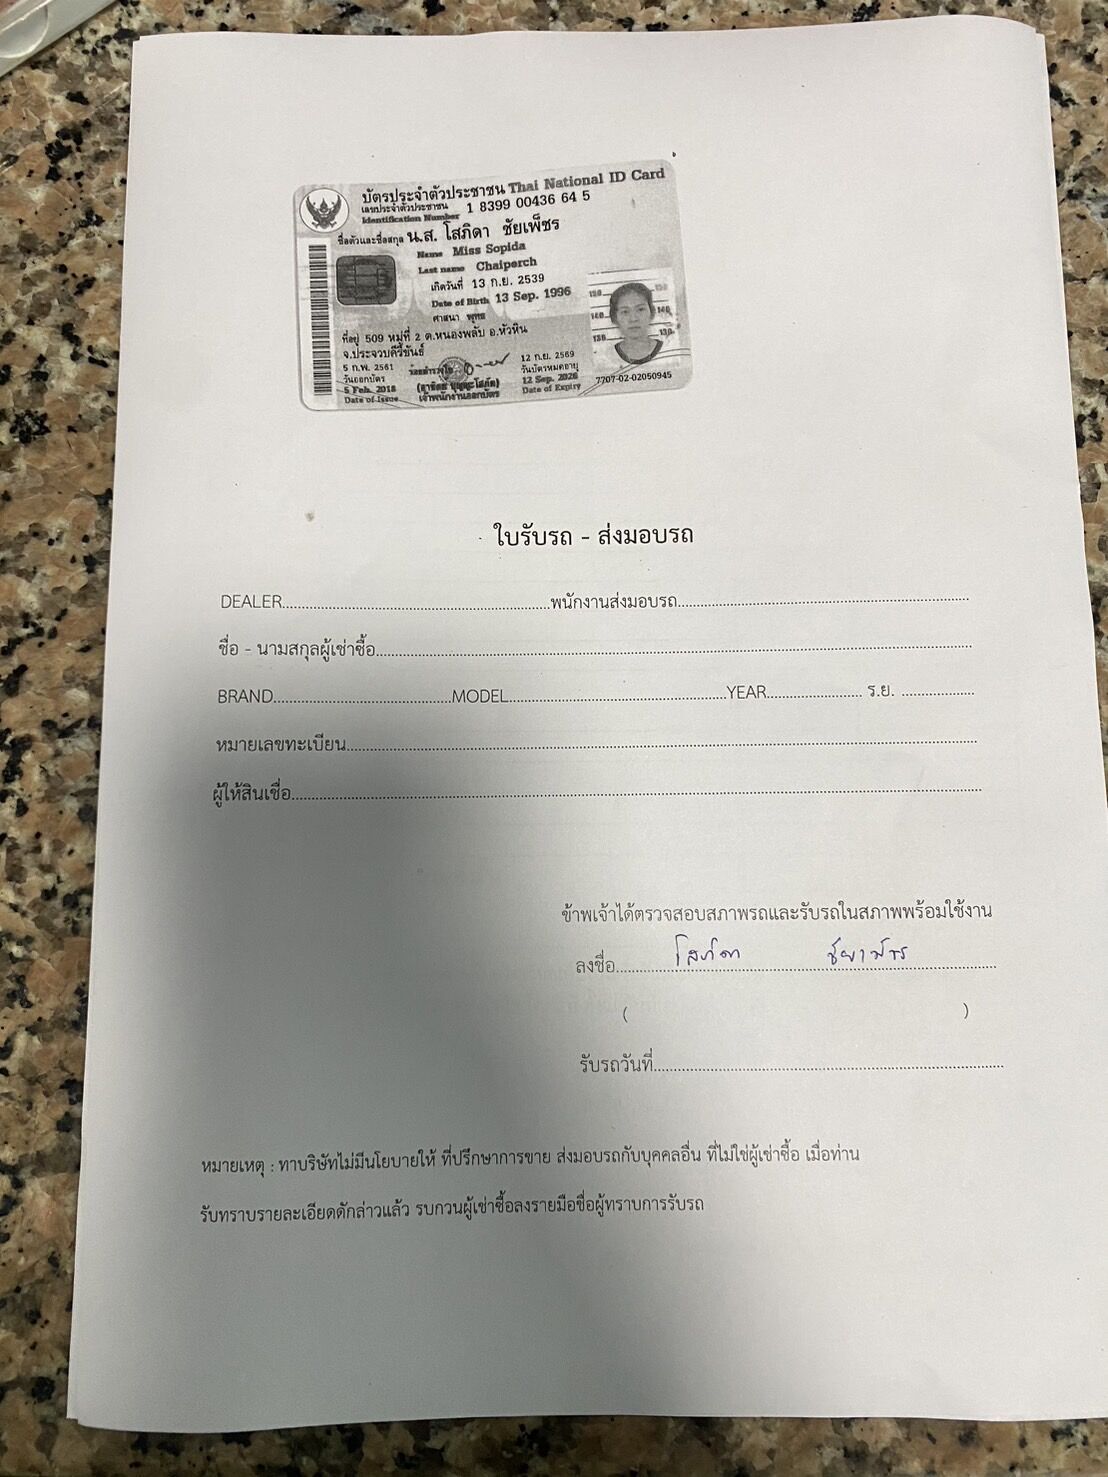 บัตรประจำตัวประชาชน Thai National ID Card
เลขประจำตัวประชาชน 1 8399 00436 64 5
Identification Number
ชื่อตัวและชื่อสกุล น.ส. โสภิดา ชัยเพ็ชร
Name Miss Sopida
Last name Chaiperch
เกิดวันที่ 13 ก.ย. 2539
Date of Birth 13 Sep. 1996
ศาสนา พุทธ
ที่อยู่ 509 หมู่ที่ 2 ต.หนองพลับ อ.หัวหิน
จ.ประจวบคีรีขันธ์
5 ก.พ. 2561
วันออกบัตร
5 Feb. 2018
Date of Issue
เจ้าพนักงานออกบัตร
12 ก.ย. 2569
วันบัตรหมดอายุ
12 Sep. 2026
Date of Expiry
150 150
140 140
130 130
7707-02-02050945
ใบรับรถ - ส่งมอบรถ
DEALER..........พนักงานส่งมอบรถ..........
ชื่อ - นามสกุลผู้เช่าซื้อ..........
BRAND..........MODEL..........YEAR.......... ร.ย. ..........
หมายเลขทะเบียน..........
ผู้ให้สินเชื่อ..........
ข้าพเจ้าได้ตรวจสอบสภาพรถและรับรถในสภาพพร้อมใช้งาน
ลงชื่อ.......... โสภิดา
( )
รับรถวันที่..........
หมายเหตุ : ทาบริษัทไม่มีนโยบายให้ ที่ปรึกษาการขาย ส่งมอบรถกับบุคคลอื่น ที่ไม่ใช่ผู้เช่าซื้อ เมื่อท่าน
รับทราบรายละเอียดดักล่าวแล้ว รบกวนผู้เช่าซื้อลงรายมือชื่อผู้ทราบการรับรถ